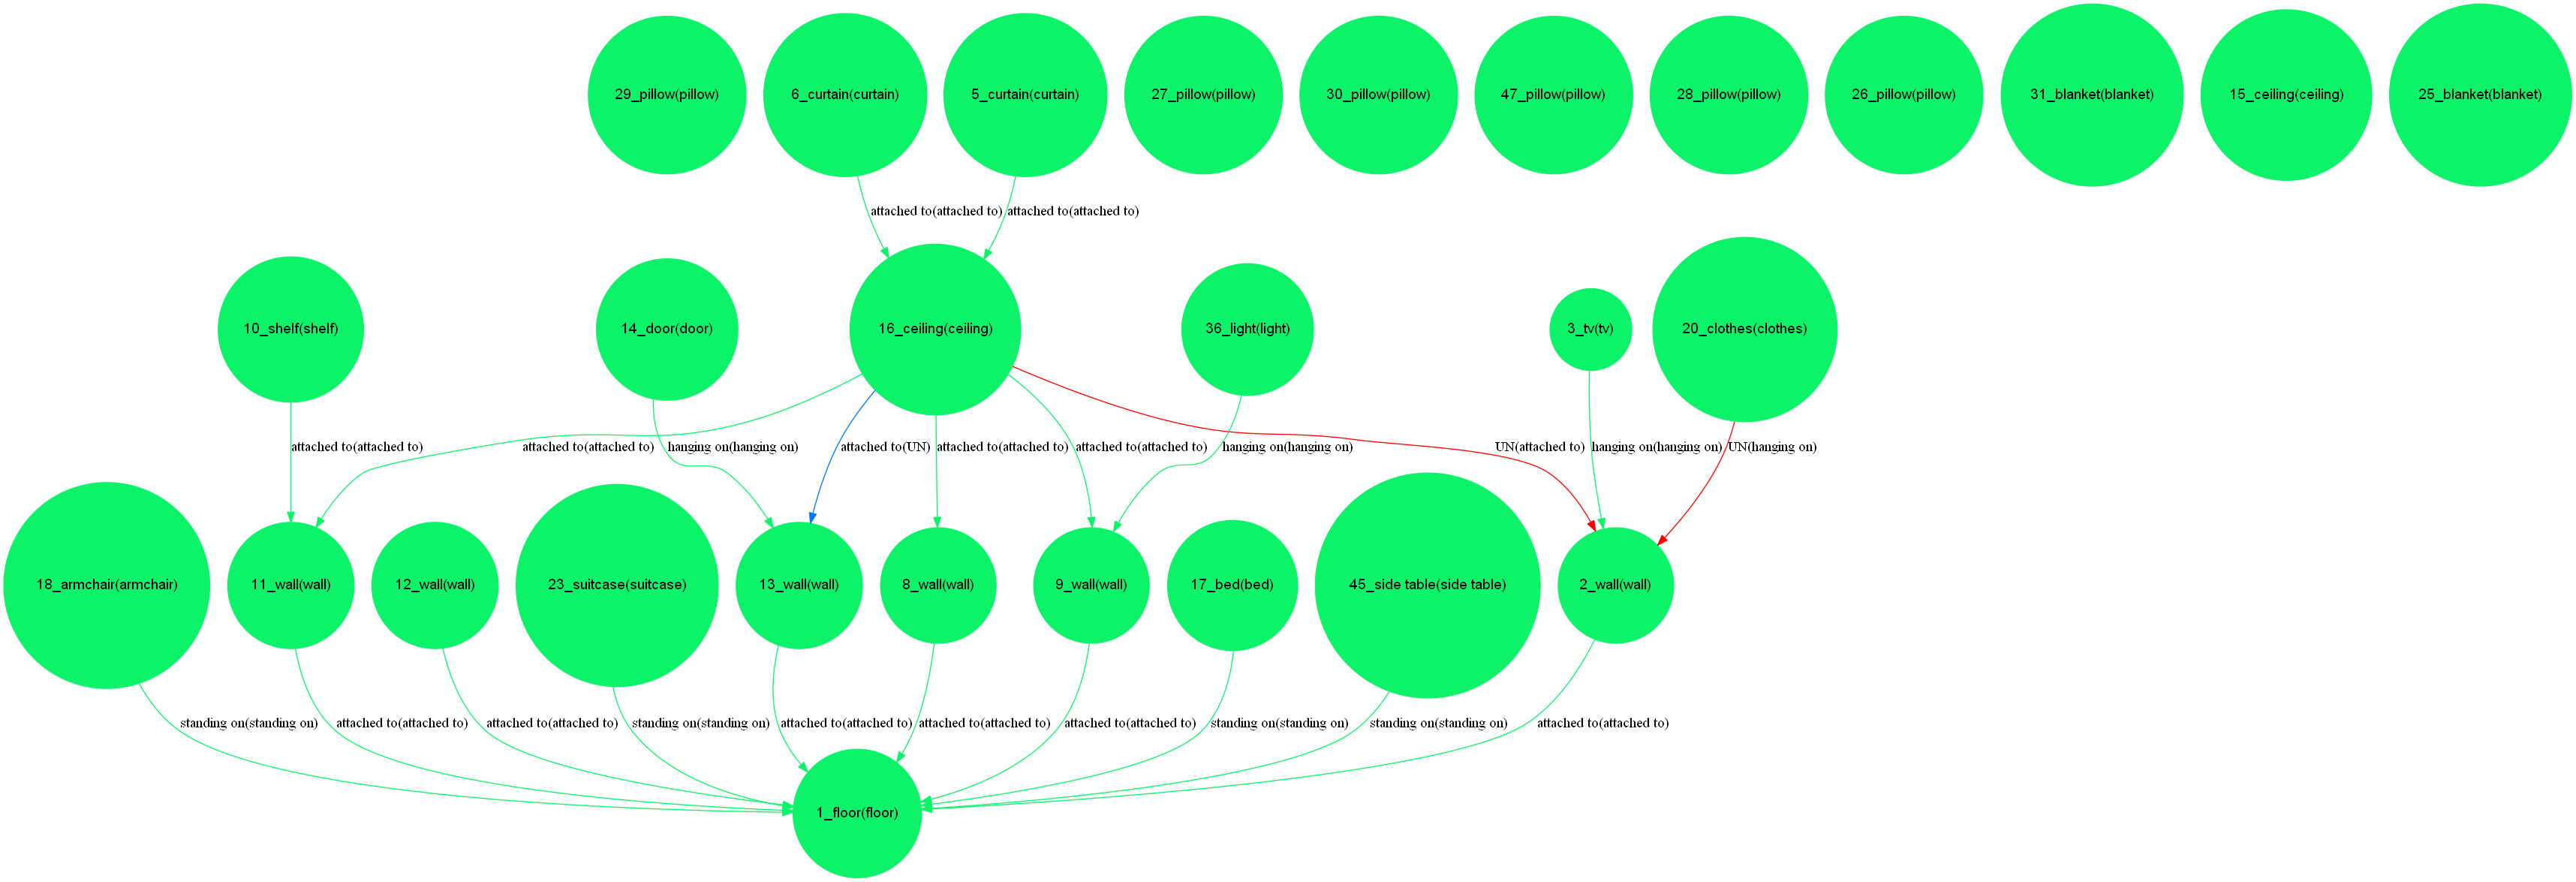 29_pillow(pillow)
6_curtain(curtain)
5_curtain(curtain)
27_pillow(pillow)
30_pillow(pillow)
47_pillow(pillow)
28_pillow(pillow)
26_pillow(pillow)
31_blanket(blanket)
15_ceiling(ceiling)
25_blanket(blanket)
attached to(attached to)
attached to(attached to)
10_shelf(shelf)
14_door(door)
16_ceiling(ceiling)
36_light(light)
3_tv(tv)
20_clothes(clothes)
attached to(attached to)
attached to(attached to)
hanging on(hanging on)
attached to(UN)
attached to(attached to)
attached to(attached to)
hanging on(hanging on)
UN(attached to)
hanging on(hanging on)
UN(hanging on)
18_armchair(armchair)
11_wall(wall)
12_wall(wall)
23_suitcase(suitcase)
13_wall(wall)
8_wall(wall)
9_wall(wall)
17_bed(bed)
45_side table(side table)
2_wall(wall)
standing on(standing on)
attached to(attached to)
attached to(attached to)
standing on(standing on)
attached to(attached to)
attached to(attached to)
attached to(attached to)
standing on(standing on)
standing on(standing on)
attached to(attached to)
1_floor(floor)